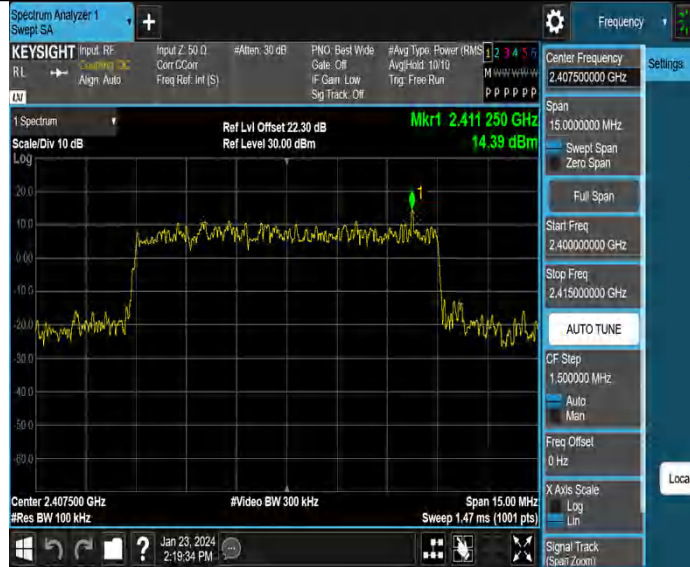 Spectrum Analyzer 1
Swept SA
+
Frequency
KEYSIGHT
RL
Input: RF
Coupling: DC
Align: Auto
Input Z: 50 Ω
Corr CCorr
Freq Ref: Int (S)
#Atten: 30 dB
PNO: Best Wide
Gate: Off
IF Gain: Low
Sig Track: Off
#Avg Type: Power (RMS
Avg|Hold: 10/10
Trig: Free Run
1 2 3 4 5 6
M W W W W W
P P P P P P
LXI
1 Spectrum
Scale/Div 10 dB
Log
Ref Lvl Offset 22.30 dB
Ref Level 30.00 dBm
Mkr1 2.411 250 GHz
14.39 dBm
1
20.0
10.0
0.00
-10.0
-20.0
-30.0
-40.0
-50.0
-60.0
Center 2.407500 GHz
#Res BW 100 kHz
#Video BW 300 kHz
Span 15.00 MHz
Sweep 1.47 ms (1001 pts)
?
Jan 23, 2024
2:19:34 PM
Center Frequency
2.407500000 GHz
Span
15.0000000 MHz
Swept Span
Zero Span
Full Span
Start Freq
2.400000000 GHz
Stop Freq
2.415000000 GHz
AUTO TUNE
CF Step
1.500000 MHz
Auto
Man
Freq Offset
0 Hz
X Axis Scale
Log
Lin
Signal Track
(Span Zoom)
Settings
Loca